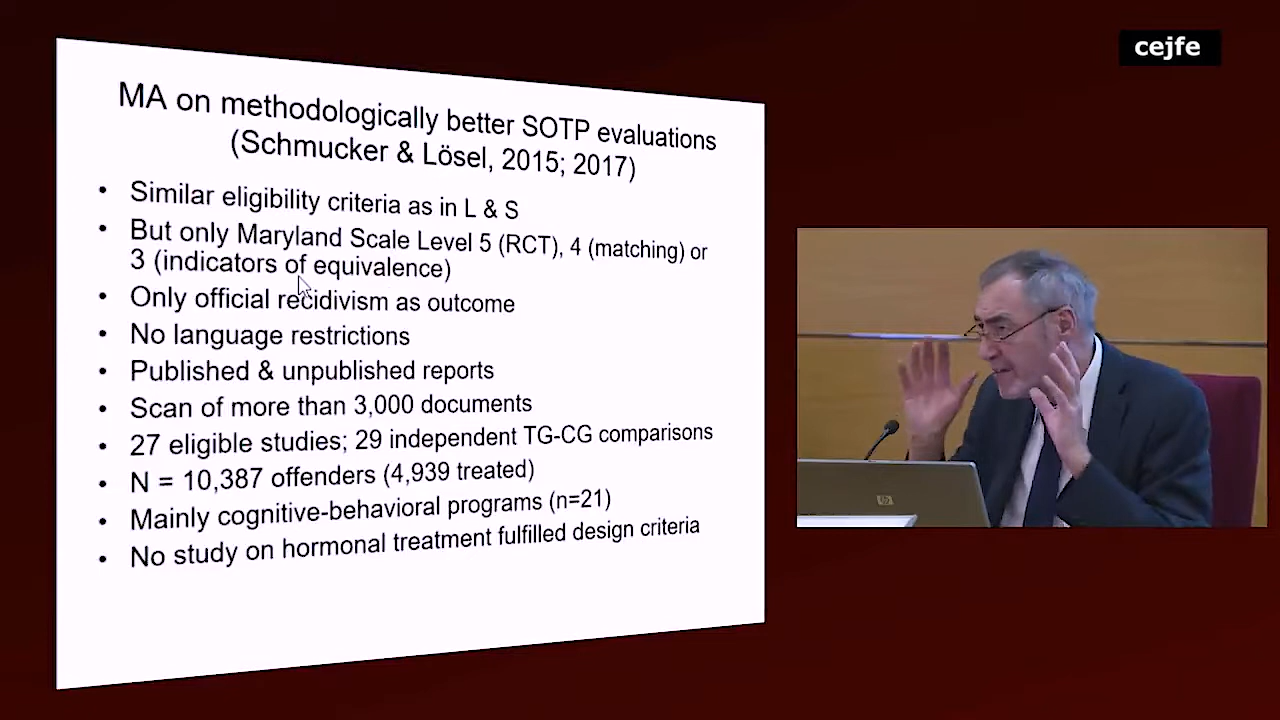 cejfe
MA on methodologically better SOTP evaluations
(Schmucker & Lösel, 2015; 2017)
• Similar eligibility criteria as in L & S
• But only Maryland Scale Level 5 (RCT), 4 (matching) or
3 (indicators of equivalence)
• Only official recidivism as outcome
• No language restrictions
• Published & unpublished reports
• Scan of more than 3,000 documents
• 27 eligible studies; 29 independent TG-CG comparisons
• N = 10,387 offenders (4,939 treated)
• Mainly cognitive-behavioral programs (n=21)
• No study on hormonal treatment fulfilled design criteria
hp